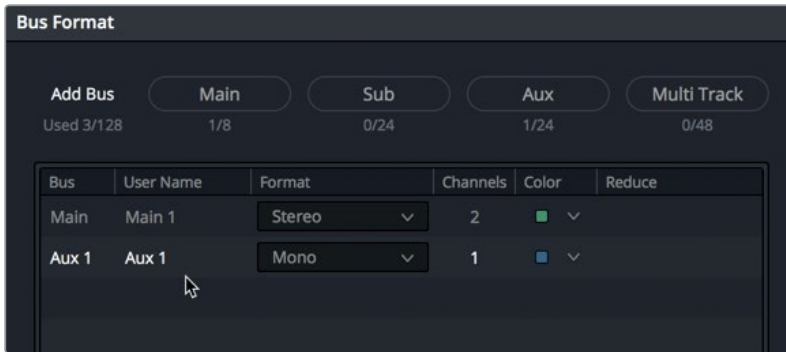 Bus Format
Add Bus Main Sub Aux Multi Track
Used 3/128 1/8 0/24 1/24 0/48
Bus User Name Format Channels Color Reduce
Main Main 1 Stereo 2
Aux 1 Aux 1 Mono 1